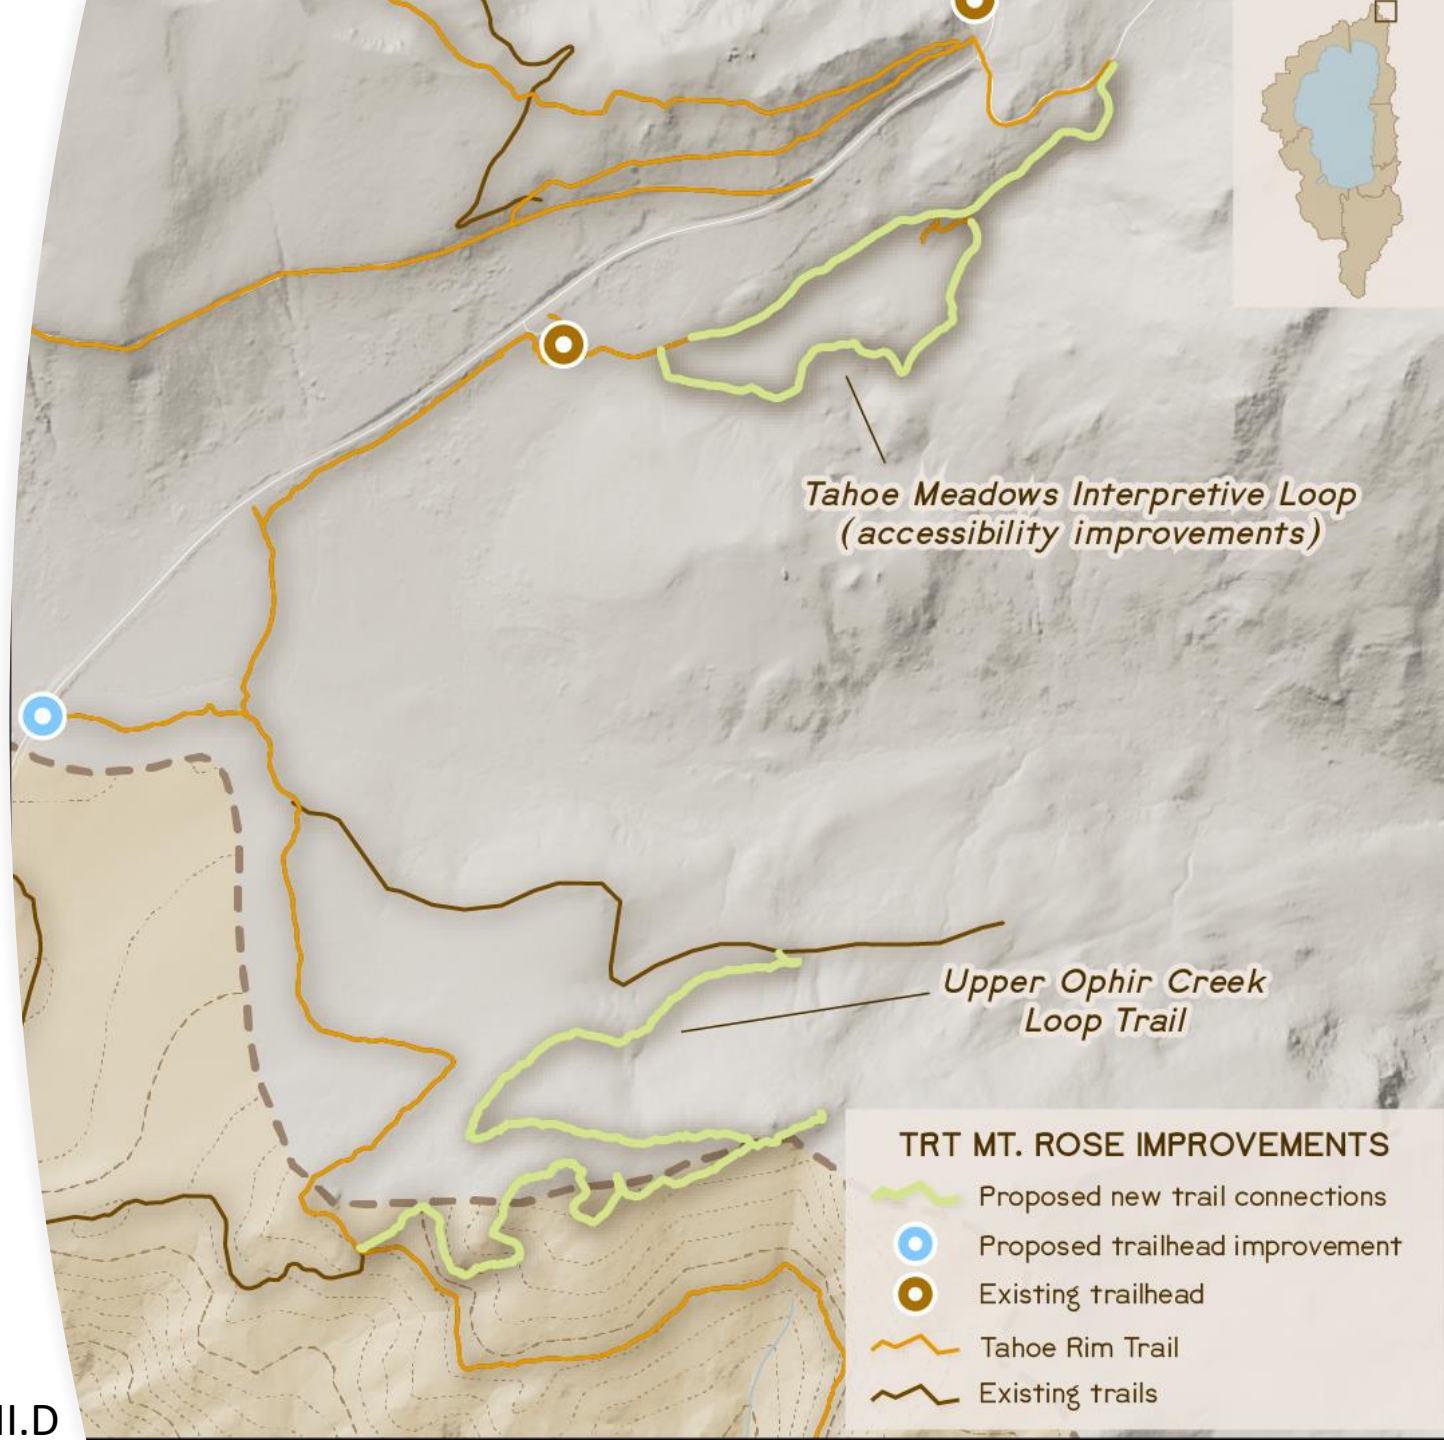 Tahoe Meadows Interpretive Loop
(accessibility improvements)
Upper Ophir Creek
Loop Trail
TRT MT. ROSE IMPROVEMENTS
Proposed new trail connections
Proposed trailhead improvement
Existing trailhead
Tahoe Rim Trail
Existing trails
II.D